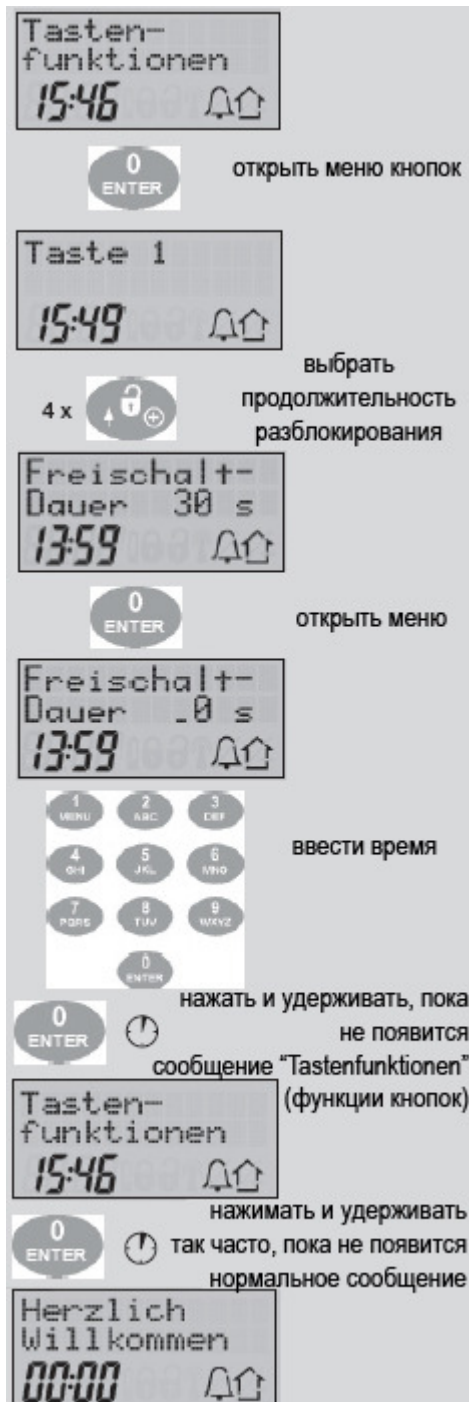 Tasten-
funktionen
15:46
0
ENTER
открыть меню кнопок
Taste 1
15:49
выбрать
продолжительность
разблокирования
4 x
Freischalt-
Dauer 30 s
13:59
0
ENTER
открыть меню
Freischalt-
Dauer _0 s
13:59
1 2 3
MENU ABC DEF
4 5 6
GHI JKL MNO
7 8 9
PQRS TUV WXYZ
0
ENTER
ввести время
0
ENTER
нажать и удерживать, пока
не появится
сообщение “Tastenfunktionen”
(функции кнопок)
Tasten-
funktionen
15:46
0
ENTER
нажимать и удерживать
так часто, пока не появится
нормальное сообщение
Herzlich
Willkommen
00:00